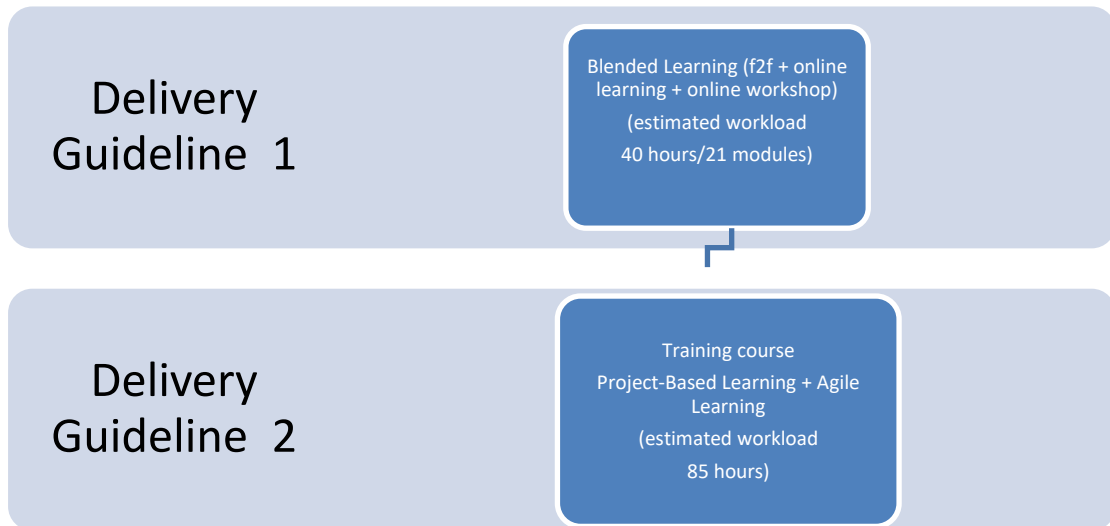 Delivery
Guideline 1
Blended Learning (f2f + online
learning + online workshop)
(estimated workload
40 hours/21 modules)
Delivery
Guideline 2
Training course
Project-Based Learning + Agile
Learning
(estimated workload
85 hours)